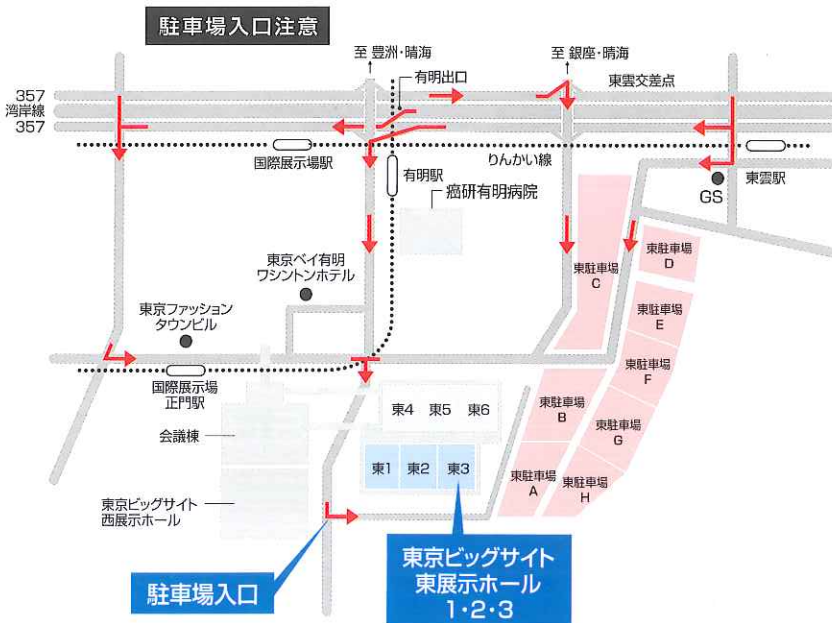 駐車場入口注意
至 豊洲・晴海
至 銀座・晴海
有明出口
東雲交差点
357
湾岸線
357
国際展示場駅
りんかい線
東雲駅
有明駅
GS
癌研有明病院
東京ベイ有明
ワシントンホテル
東駐車場
D
東駐車場
C
東京ファッション
タウンビル
東駐車場
E
東駐車場
F
国際展示場
正門駅
東4
東5
東6
東駐車場
B
東駐車場
G
会議棟
東1
東2
東3
東駐車場
A
東駐車場
H
東京ビッグサイト
西展示ホール
駐車場入口
東京ビッグサイト
東展示ホール
1・2・3